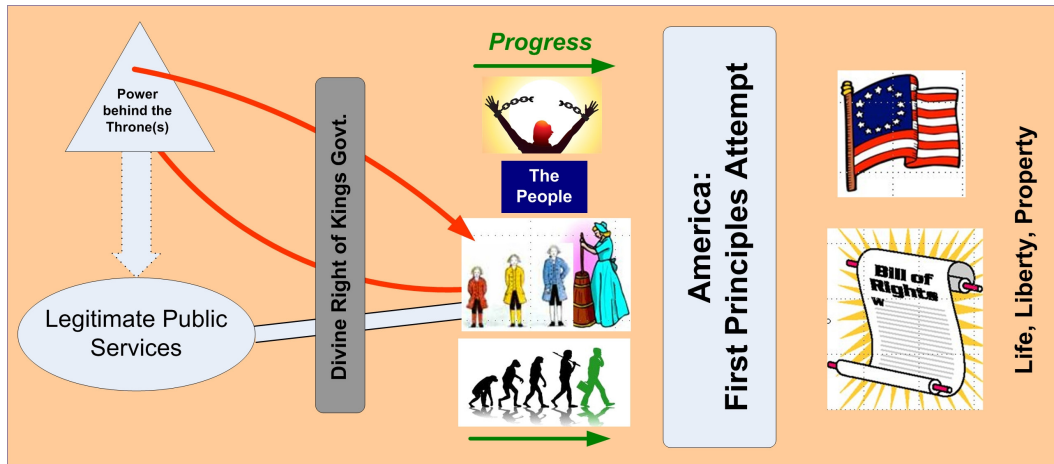 Power
behind the
Throne(s)
Legitimate Public
Services
Divine Right of Kings Govt.
Progress
The
People
America:
First Principles Attempt
Bill of
Rights
W
Life, Liberty, Property